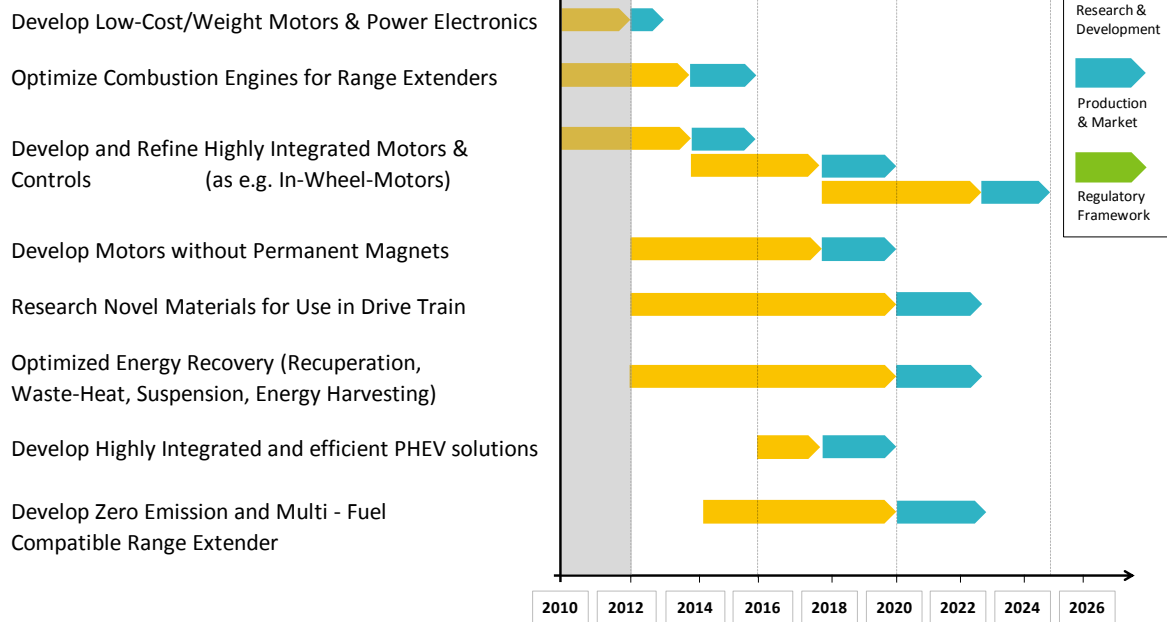 Develop Low-Cost/Weight Motors & Power Electronics
Optimize Combustion Engines for Range Extenders
Develop and Refine Highly Integrated Motors &
Controls (as e.g. In-Wheel-Motors)
Develop Motors without Permanent Magnets
Research Novel Materials for Use in Drive Train
Optimized Energy Recovery (Recuperation,
Waste-Heat, Suspension, Energy Harvesting)
Develop Highly Integrated and efficient PHEV solutions
Develop Zero Emission and Multi - Fuel
Compatible Range Extender
Research &
Development
Production
& Market
Regulatory
Framework
2010 2012 2014 2016 2018 2020 2022 2024 2026